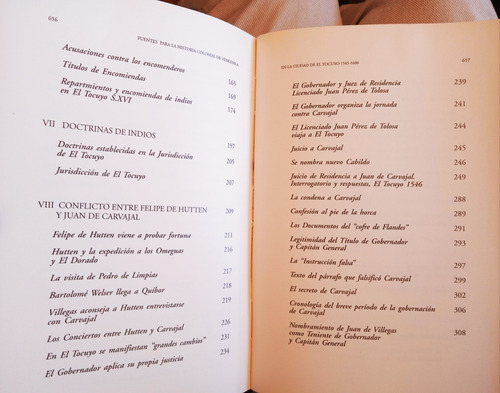 656 FUENTES PARA LA HISTORIA COLONIAL DE VENEZUELA
Acusaciones contra los encomenderos 165
Títulos de Encomiendas 169
Repartmientos y encomiendas de indios
en El Tocuyo S.XVI 174
VII DOCTRINAS DE INDIOS 197
Doctrinas establecidas en la Jurisdicción
de El Tocuyo 205
Jurisdicción de El Tocuyo 207
VIII CONFLICTO ENTRE FELIPE DE HUTTEN
Y JUAN DE CARVAJAL 209
Felipe de Hutten viene a probar fortuna 211
Hutten y la expedición a los Omeguas
y El Dorado 216
La visita de Pedro de Limpias 217
Bartolomé Welser llega a Quíbor 218
Villegas aconseja a Hutten entrevistarse
con Carvajal 219
Los Conciertos entre Hutten y Carvajal 226
En El Tocuyo se manifiestan "grandes cambios" 231
El Gobernador aplica su propia justicia 234
EN LA CIUDAD DE EL TOCUYO 1545-1600 657
El Gobernador y Juez de Residencia
Licenciado Juan Pérez de Tolosa 239
El Gobernador organiza la jornada
contra Carvajal 241
El Licenciado Juan Pérez de Tolosa
viaja a El Tocuyo 244
Juicio a Carvajal 245
Se nombra nuevo Cabildo 246
Juicio de Residencia a Juan de Carvajal.
Interrogatorio y respuestas, El Tocuyo 1546 249
La condena a Carvajal 288
Confesión al pie de la horca 289
Los Documentos del "cofre de Flandes" 291
Legitimidad del Título de Gobernador
y Capitán General 293
La "Instrucción falsa" 297
Texto del párrafo que falsificó Carvajal 299
El secreto de Carvajal 302
Cronología del breve período de la gobernación
de Carvajal 306
Nombramiento de Juan de Villegas
como Teniente de Gobernador
y Capitán General 308